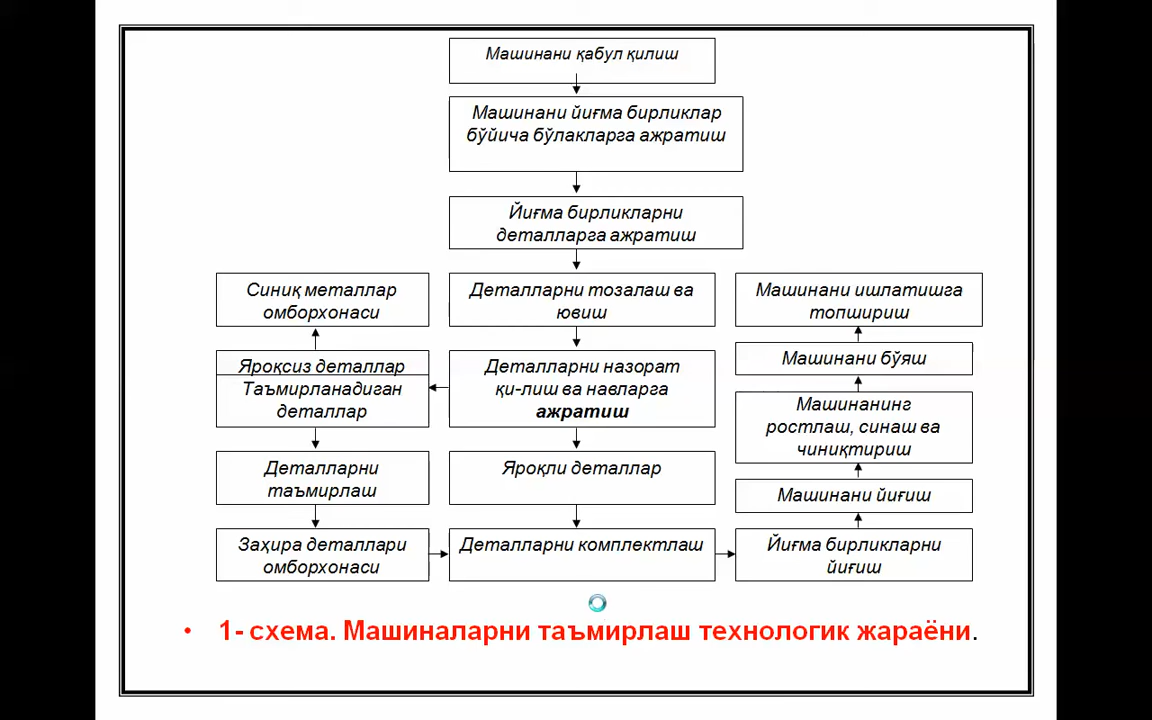 Машинани қабул қилиш
Машинани йиғма бирликлар
бўйича бўлакларга ажратиш
Йиғма бирликларни
деталларга ажратиш
Синиқ металлар
омборхонаси
Деталларни тозалаш ва
ювиш
Машинани ишлатишга
топшириш
Яроқсиз деталлар
Таъмирланадиган
деталлар
Деталларни назорат
қи-лиш ва навларга
ажратиш
Машинани бўяш
Машинанинг
ростлаш, синаш ва
чиниқтириш
Деталларни
таъмирлаш
Яроқли деталлар
Машинани йиғиш
Заҳира деталлари
омборхонаси
Деталларни комплектлаш
Йиғма бирликларни
йиғиш
• 1- схема. Машиналарни таъмирлаш технологик жараёни.